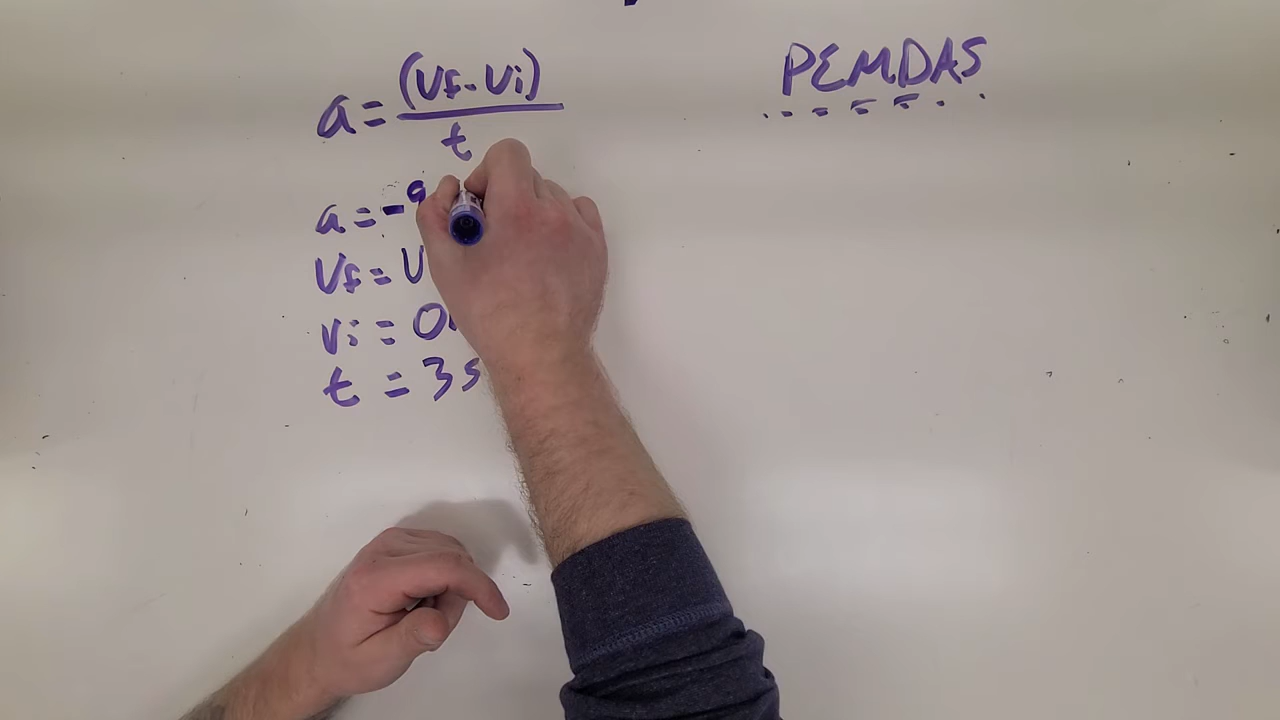 a = (Vf - Vi)
t
PEMDAS
a = -9
Vf = U
Vi = 0
t = 3s